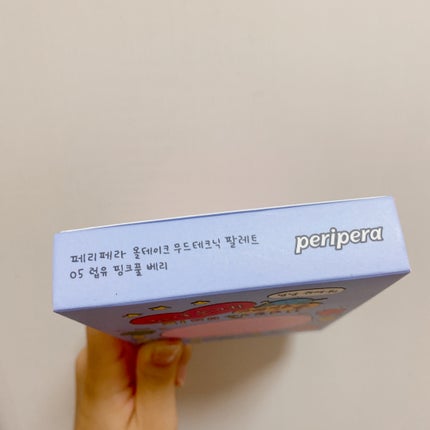 페리페라 올테이크 무드테크닉 팔레트
05 럽유 핑크풀 베리
peripera